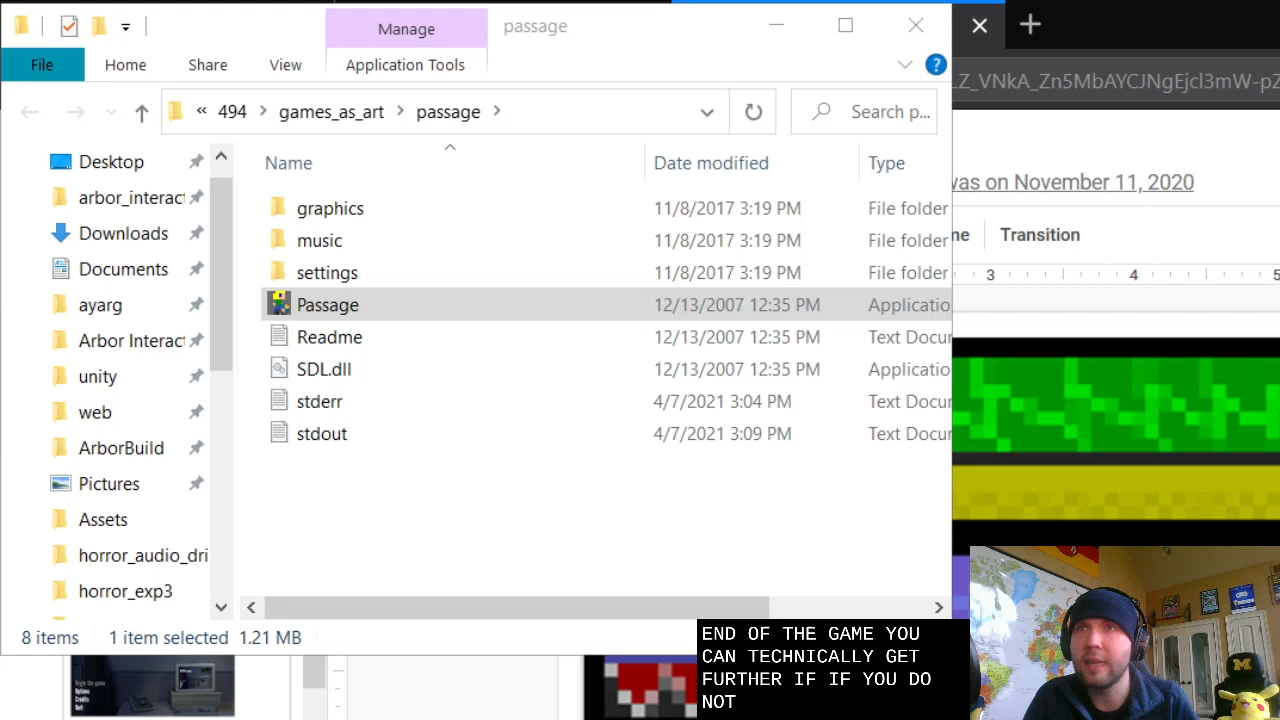 Manage
passage
File
Home
Share
View
Application Tools
« 494 > games_as_art > passage >
Search p...
LZ_VNkA_Zn5MbAYCJNgEjcl3mW-pZ
was on November 11, 2020
me
Transition
3 4 5
Name
Date modified
Type
Desktop
arbor_interact
Downloads
Documents
ayarg
Arbor Interact
unity
web
ArborBuild
Pictures
Assets
horror_audio_dri
horror_exp3
graphics 11/8/2017 3:19 PM File folder
music 11/8/2017 3:19 PM File folder
settings 11/8/2017 3:19 PM File folder
Passage 12/13/2007 12:35 PM Applicatio
Readme 12/13/2007 12:35 PM Text Docu
SDL.dll 12/13/2007 12:35 PM Applicatio
stderr 4/7/2021 3:04 PM Text Docu
stdout 4/7/2021 3:09 PM Text Docu
8 items 1 item selected 1.21 MB
Options
Credits
END OF THE GAME YOU
CAN TECHNICALLY GET
FURTHER IF IF YOU DO
NOT
M